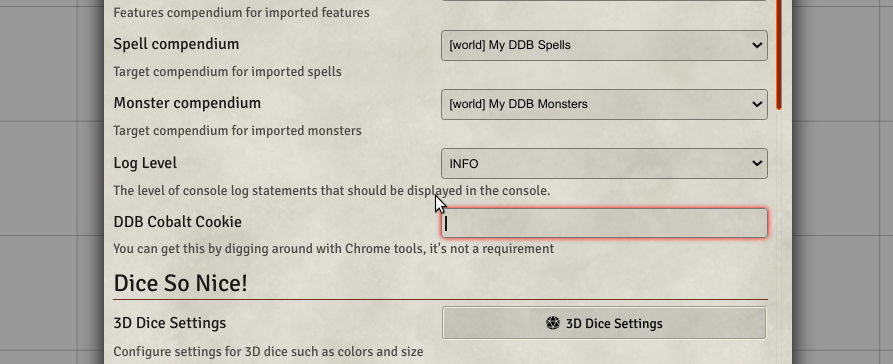 Features compendium for imported features
Spell compendium
[world] My DDB Spells
Target compendium for imported spells
Monster compendium
[world] My DDB Monsters
Target compendium for imported monsters
Log Level
INFO
The level of console log statements that should be displayed in the console.
DDB Cobalt Cookie
You can get this by digging around with Chrome tools, it's not a requirement
Dice So Nice!
3D Dice Settings
3D Dice Settings
Configure settings for 3D dice such as colors and size